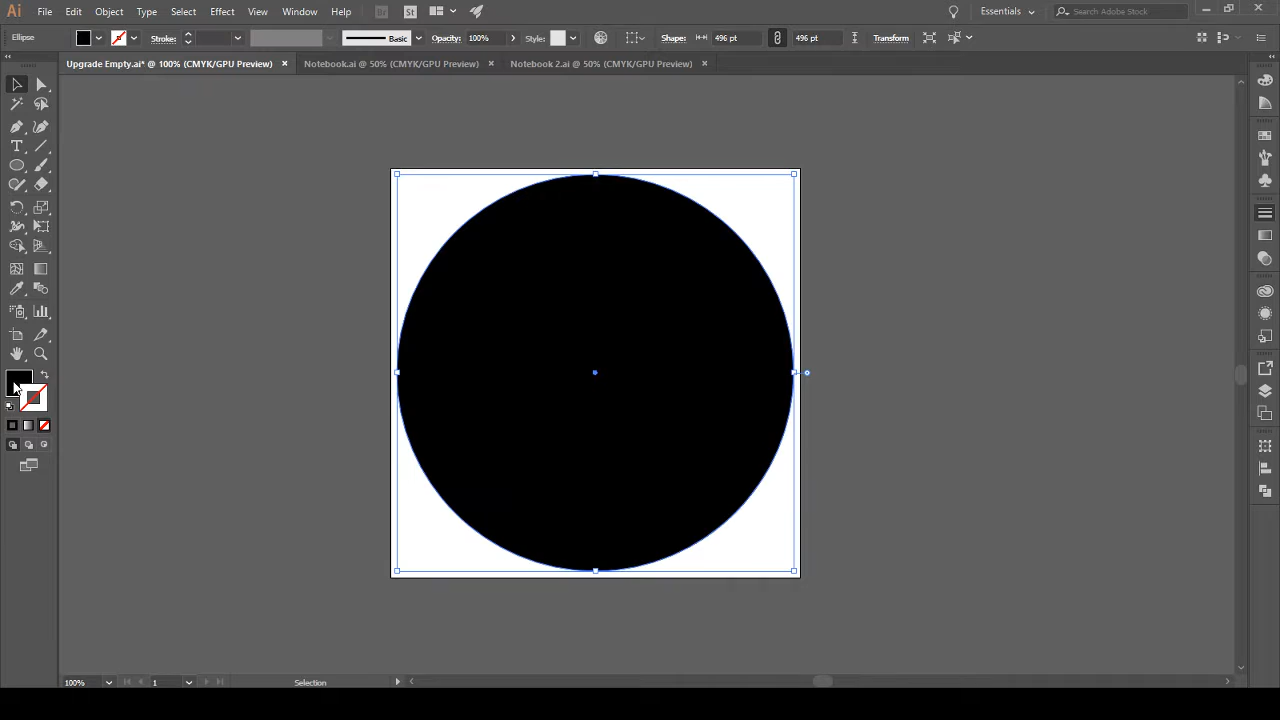 Ai File Edit Object Type Select Effect View Window Help Br St Essentials Search Adobe Stock
Ellipse Stroke: Basic Opacity: 100% Style: Shape: 496 pt 496 pt Transform
Upgrade Empty.ai* @ 100% (CMYK/GPU Preview) Notebook.ai @ 50% (CMYK/GPU Preview) Notebook 2.ai @ 50% (CMYK/GPU Preview)
100% 1 Selection